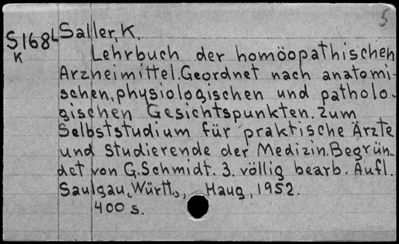 5
S168L Saller, K.
K
Lehrbuch der homöopathischen
Arzneimittel. Geordnet nach anatomi-
schen, physiologischen und patholo-
gischen Gesichtspunkten. Zum
Selbststudium für praktische Ärzte
und Studierende der Medizin. Begrün-
det von G. Schmidt. 3. völlig bearb. Aufl.
Saulgau, Württ., Haug, 1952.
400 s.